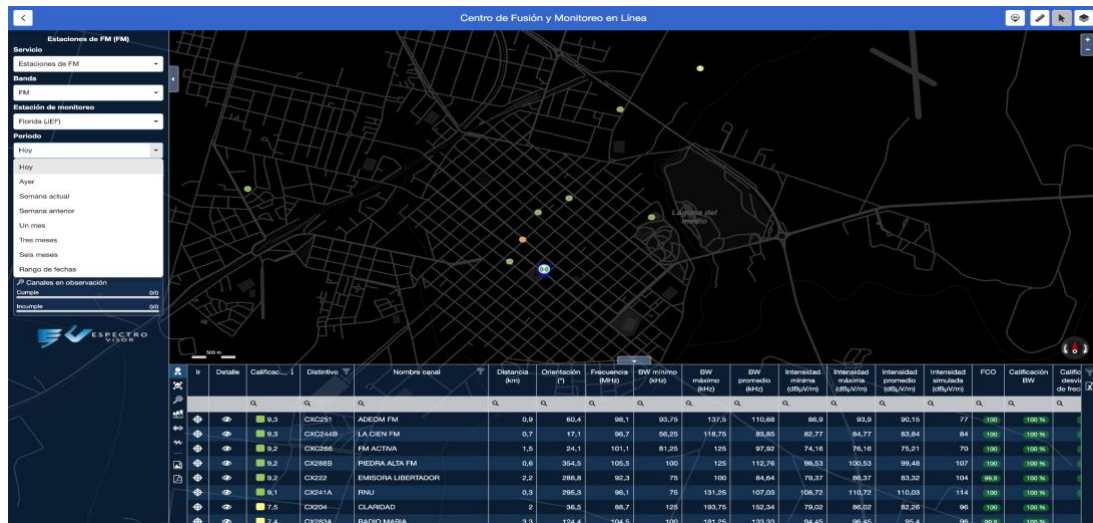 Centro de Fusión y Monitoreo en Línea
Estaciones de FM (FM)
Servicio
Estaciones de FM
Banda
FM
Estación de monitoreo
Florida (JEF)
Periodo
Hoy
Hoy
Ayer
Semana actual
Semana anterior
Un mes
Tres meses
Seis meses
Rango de fechas
Canales en observación
Cumple 0/0
Incumple 0/0
ESPECTRO
VISOR
Laguna del
medio
500 m
Ir Detalle Calificac... Distintivo Nombre canal Distancia (km) Orientación (°) Frecuencia (MHz) BW mínimo (kHz) BW máximo (kHz) BW promedio (kHz) Intensidad mínima (dBµV/m) Intensidad máxima (dBµV/m) Intensidad promedio (dBµV/m) Intensidad simulada (dBµV/m) FCO Calificación BW Califio desvi de frec
9,3 CXC251 ADEOM FM 0,9 60,4 98,1 93,75 137,5 110,68 86,9 93,9 90,15 77 100 100 %
9,3 CXC244B LA CIEN FM 0,7 17,1 96,7 56,25 118,75 83,85 82,77 84,77 83,84 84 100 100 %
9,2 CXC266 FM ACTIVA 1,5 24,1 101,1 81,25 125 97,92 74,16 76,16 75,21 70 100 100 %
9,2 CX288B PIEDRA ALTA FM 0,6 354,5 105,5 100 125 112,76 98,53 100,53 99,48 107 100 100 %
9,2 CX222 EMISORA LIBERTADOR 2,2 286,8 92,3 75 100 84,64 79,37 86,37 83,32 104 99,9 100 %
9,1 CX241A RNU 0,3 295,3 96,1 75 131,25 107,03 108,72 110,72 110,03 114 100 100 %
7,5 CX204 CLARIDAD 2 36,5 88,7 125 193,75 152,34 79,02 86,02 82,26 96 100 100 %
7,4 CX283A RADIO MARIA 3,3 124,4 104,5 100 181,25 133,33 94,45 96,45 95,4 96